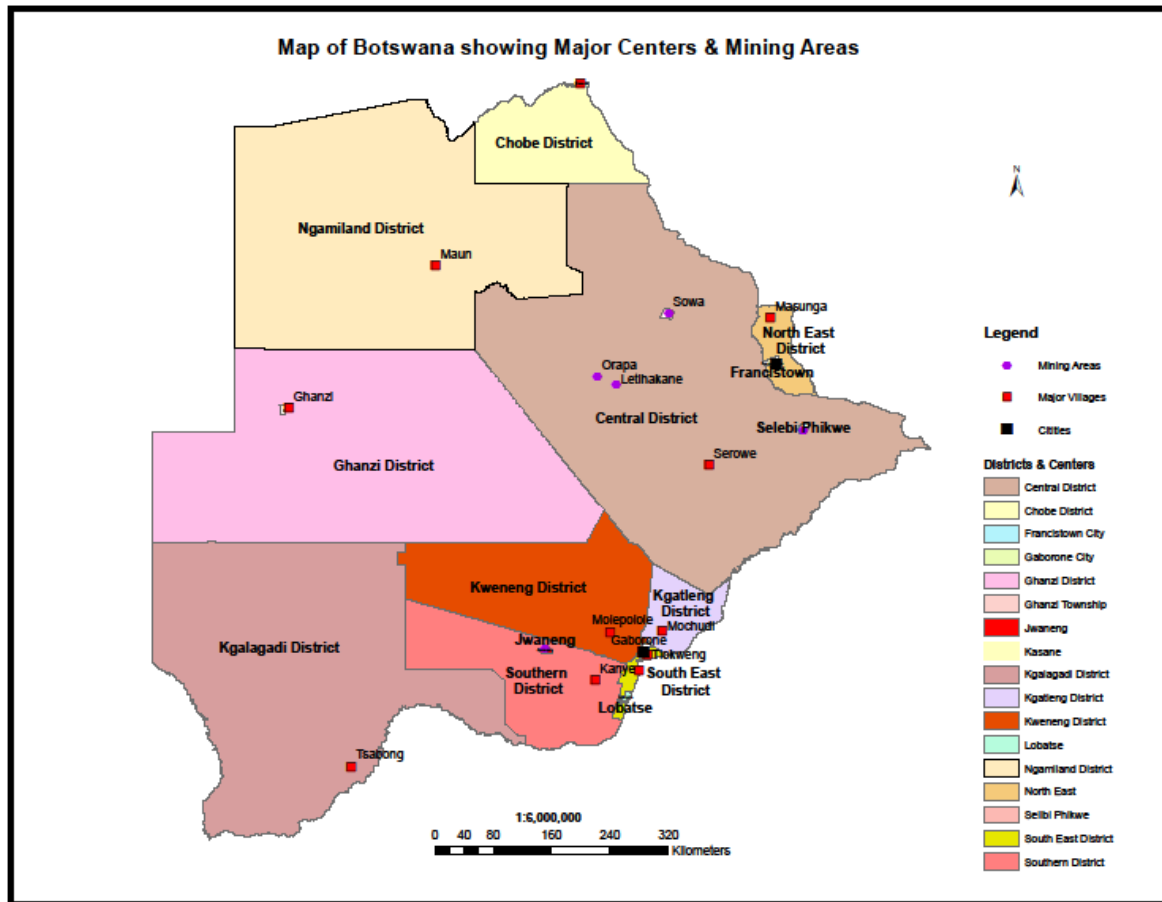 Map of Botswana showing Major Centers & Mining Areas
N
Chobe District
Ngamiland District
Maun
Sowa
Masunga
North East
District
Francistown
Orapa
Letlhakane
Central District
Selebi Phikwe
Serowe
Ghanzi
Ghanzi District
Kweneng District
Kgatleng
District
Molepolole
Mochudi
Gaborone
Tlokweng
Jwaneng
Kgalagadi District
Southern
District
Kanye
South East
District
Lobatse
Tsabong
Legend
Mining Areas
Major Villages
Citities
Districts & Centers
Central District
Chobe District
Francistown City
Gaborone City
Ghanzi District
Ghanzi Township
Jwaneng
Kasane
Kgalagadi District
Kgatleng District
Kweneng District
Lobatse
Ngamiland District
North East
Selibi Phikwe
South East District
Southern District
1:6,000,000
0 40 80 160 240 320
Kilometers